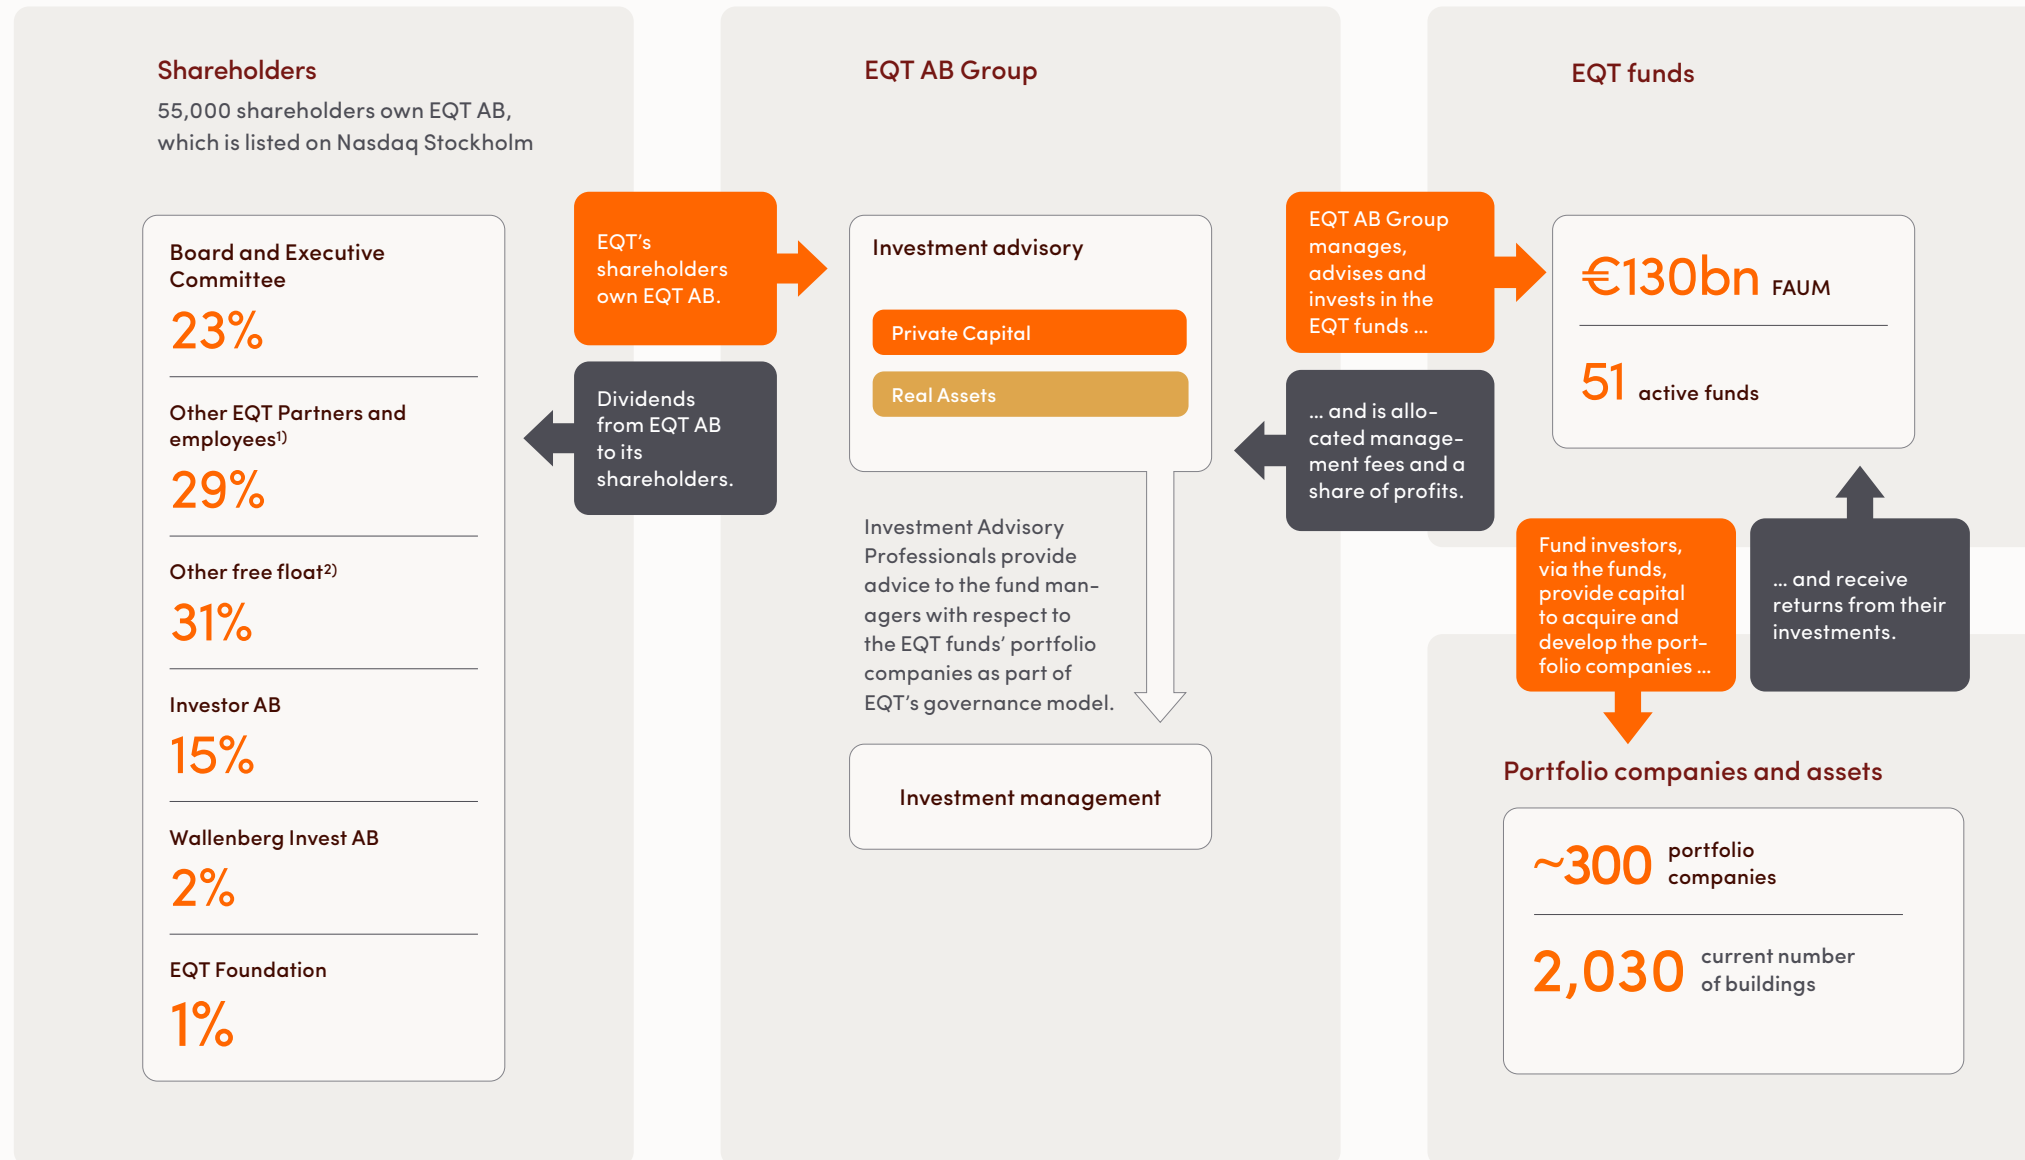 Shareholders
55,000 shareholders own EQT AB,
which is listed on Nasdaq Stockholm
Board and Executive
Committee
23%
Other EQT Partners and
employees1)
29%
Other free float2)
31%
Investor AB
15%
Wallenberg Invest AB
2%
EQT Foundation
1%
EQT's
shareholders
own EQT AB.
Dividends
from EQT AB
to its
shareholders.
EQT AB Group
Investment advisory
Private Capital
Real Assets
Investment Advisory
Professionals provide
advice to the fund man-
agers with respect to
the EQT funds' portfolio
companies as part of
EQT's governance model.
Investment management
EQT AB Group
manages,
advises and
invests in the
EQT funds ...
... and is allo-
cated manage-
ment fees and a
share of profits.
EQT funds
€130bn FAUM
51 active funds
Fund investors,
via the funds,
provide capital
to acquire and
develop the port-
folio companies ...
... and receive
returns from their
investments.
Portfolio companies and assets
~300 portfolio
companies
2,030 current number
of buildings